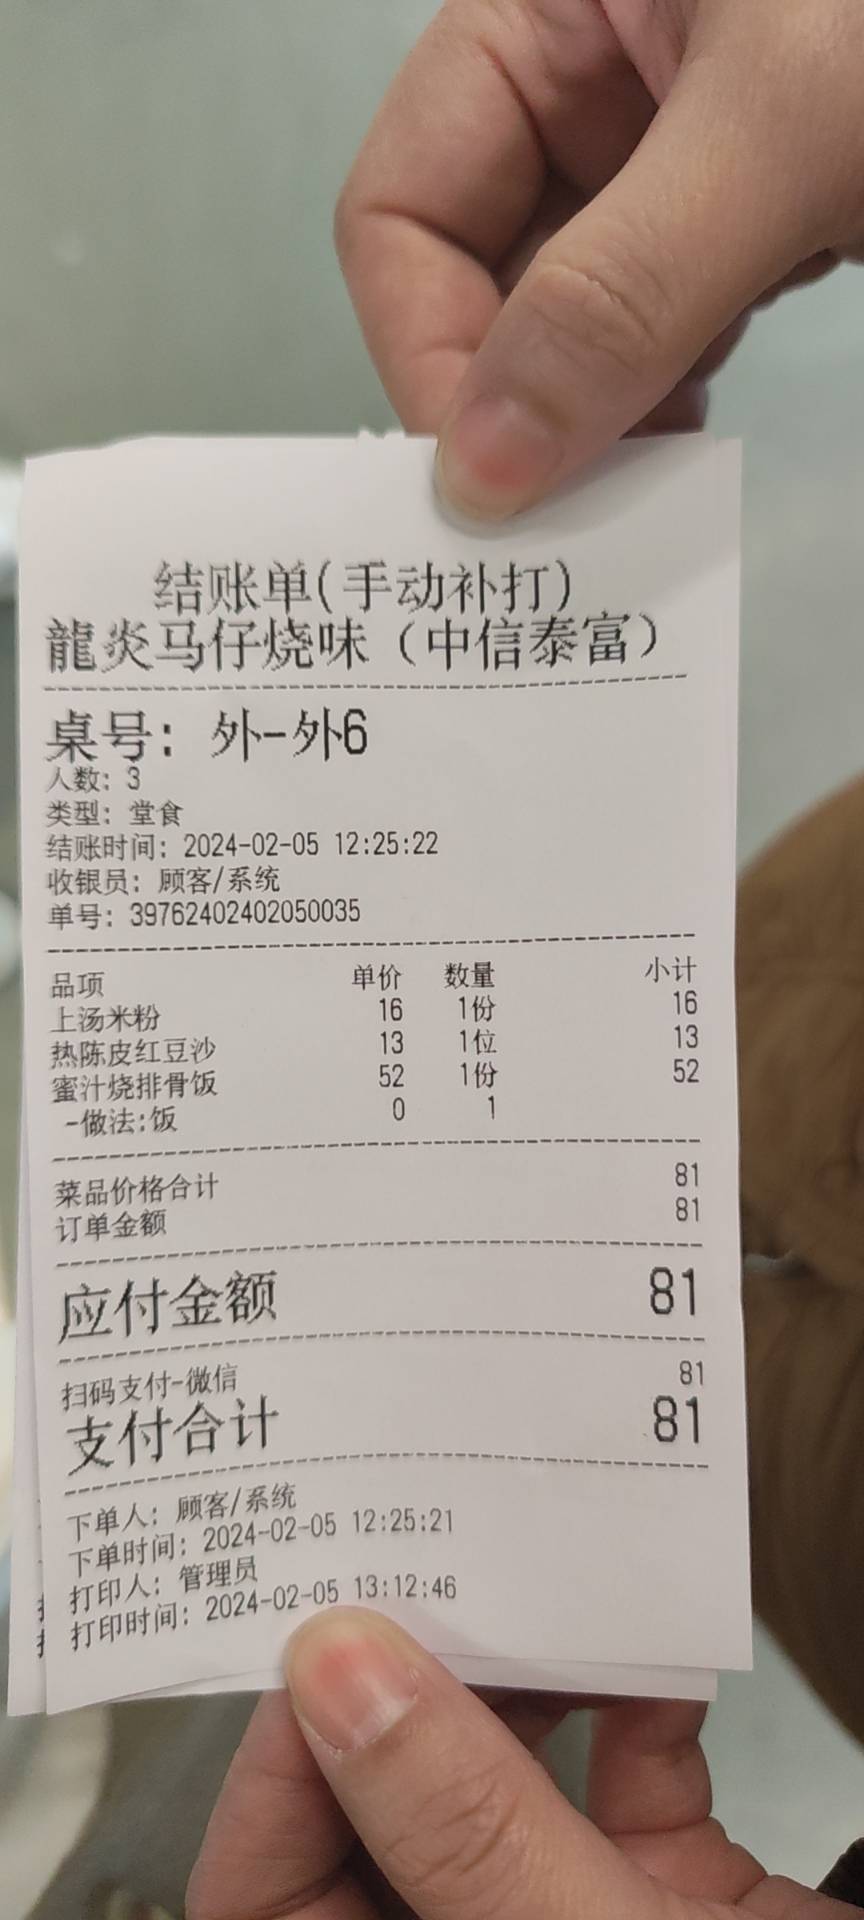 结账单(手动补打)
龍炎马仔烧味（中信泰富）
桌号: 外-外6
人数: 3
类型: 堂食
结账时间: 2024-02-05 12:25:22
收银员: 顾客/系统
单号: 39762402402050035
品项 单价 数量 小计
上汤米粉 16 1份 16
热陈皮红豆沙 13 1位 13
蜜汁烧排骨饭 52 1份 52
-做法:饭 0 1
菜品价格合计 81
订单金额 81
应付金额 81
扫码支付-微信 81
支付合计 81
下单人: 顾客/系统
下单时间: 2024-02-05 12:25:21
打印人: 管理员
打印时间: 2024-02-05 13:12:46